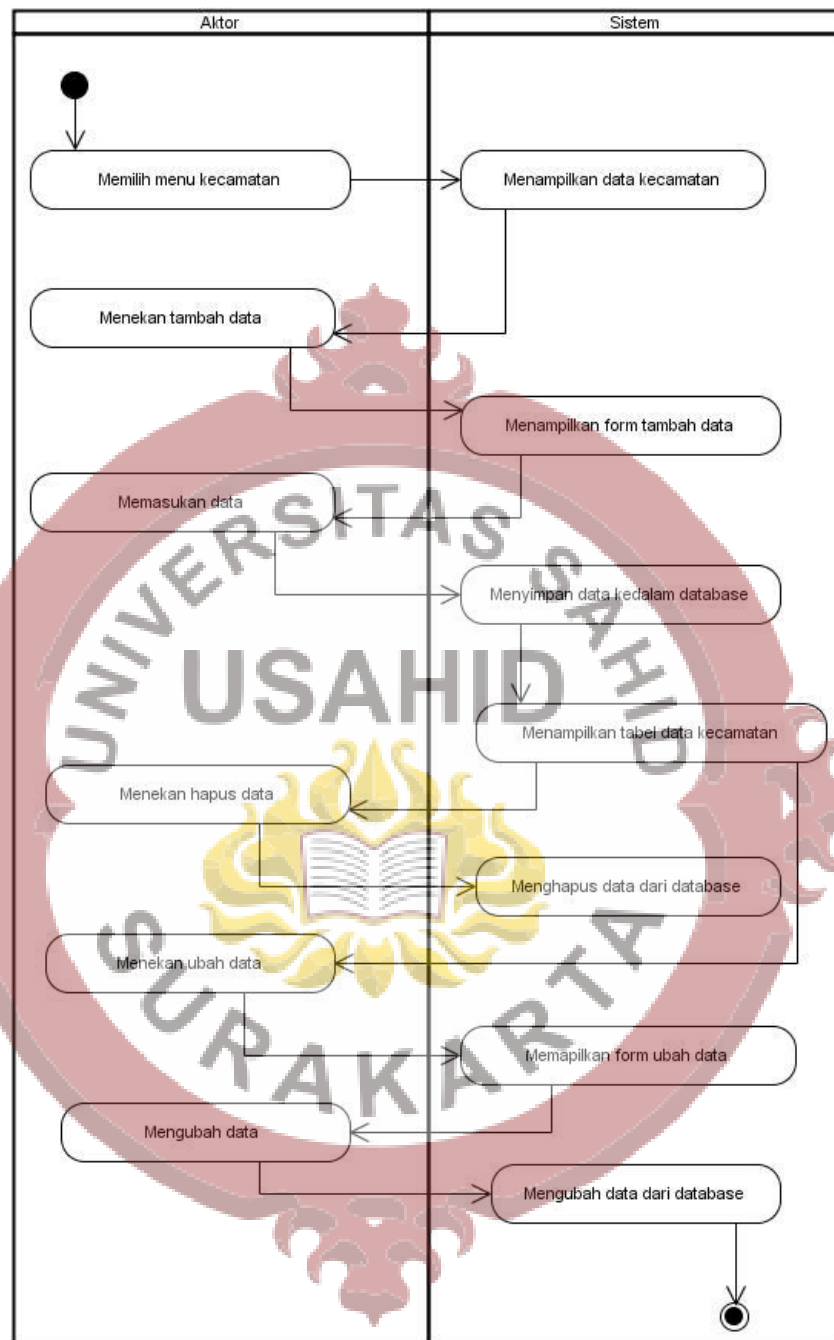 Aktor
Sistem
Memilih menu kecamatan
Menampilkan data kecamatan
Menekan tambah data
Menampilkan form tambah data
Memasukan data
Menyimpan data kedalam database
Menampilkan tabel data kecamatan
Menekan hapus data
Menghapus data dari database
Menekan ubah data
Memapilkan form ubah data
Mengubah data
Mengubah data dari database
UNIVERSITAS SAHID
USAHID
SURAKARTA